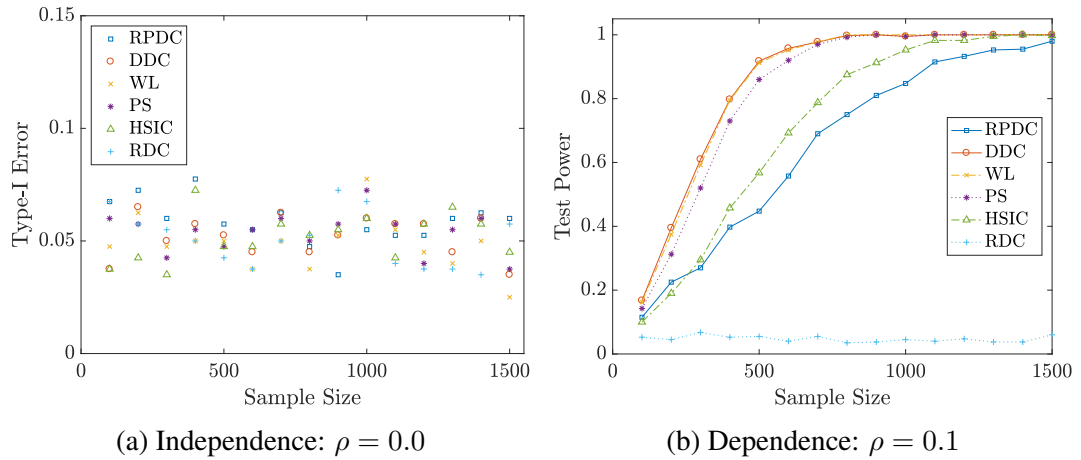 0.15
0.1
0.05
0
Type-I Error
RPDC
DDC
WL
PS
HSIC
RDC
0
500
1000
1500
Sample Size
(a) Independence: ρ = 0.0
1
0.8
0.6
0.4
0.2
0
Test Power
RPDC
DDC
WL
PS
HSIC
RDC
0
500
1000
1500
Sample Size
(b) Dependence: ρ = 0.1